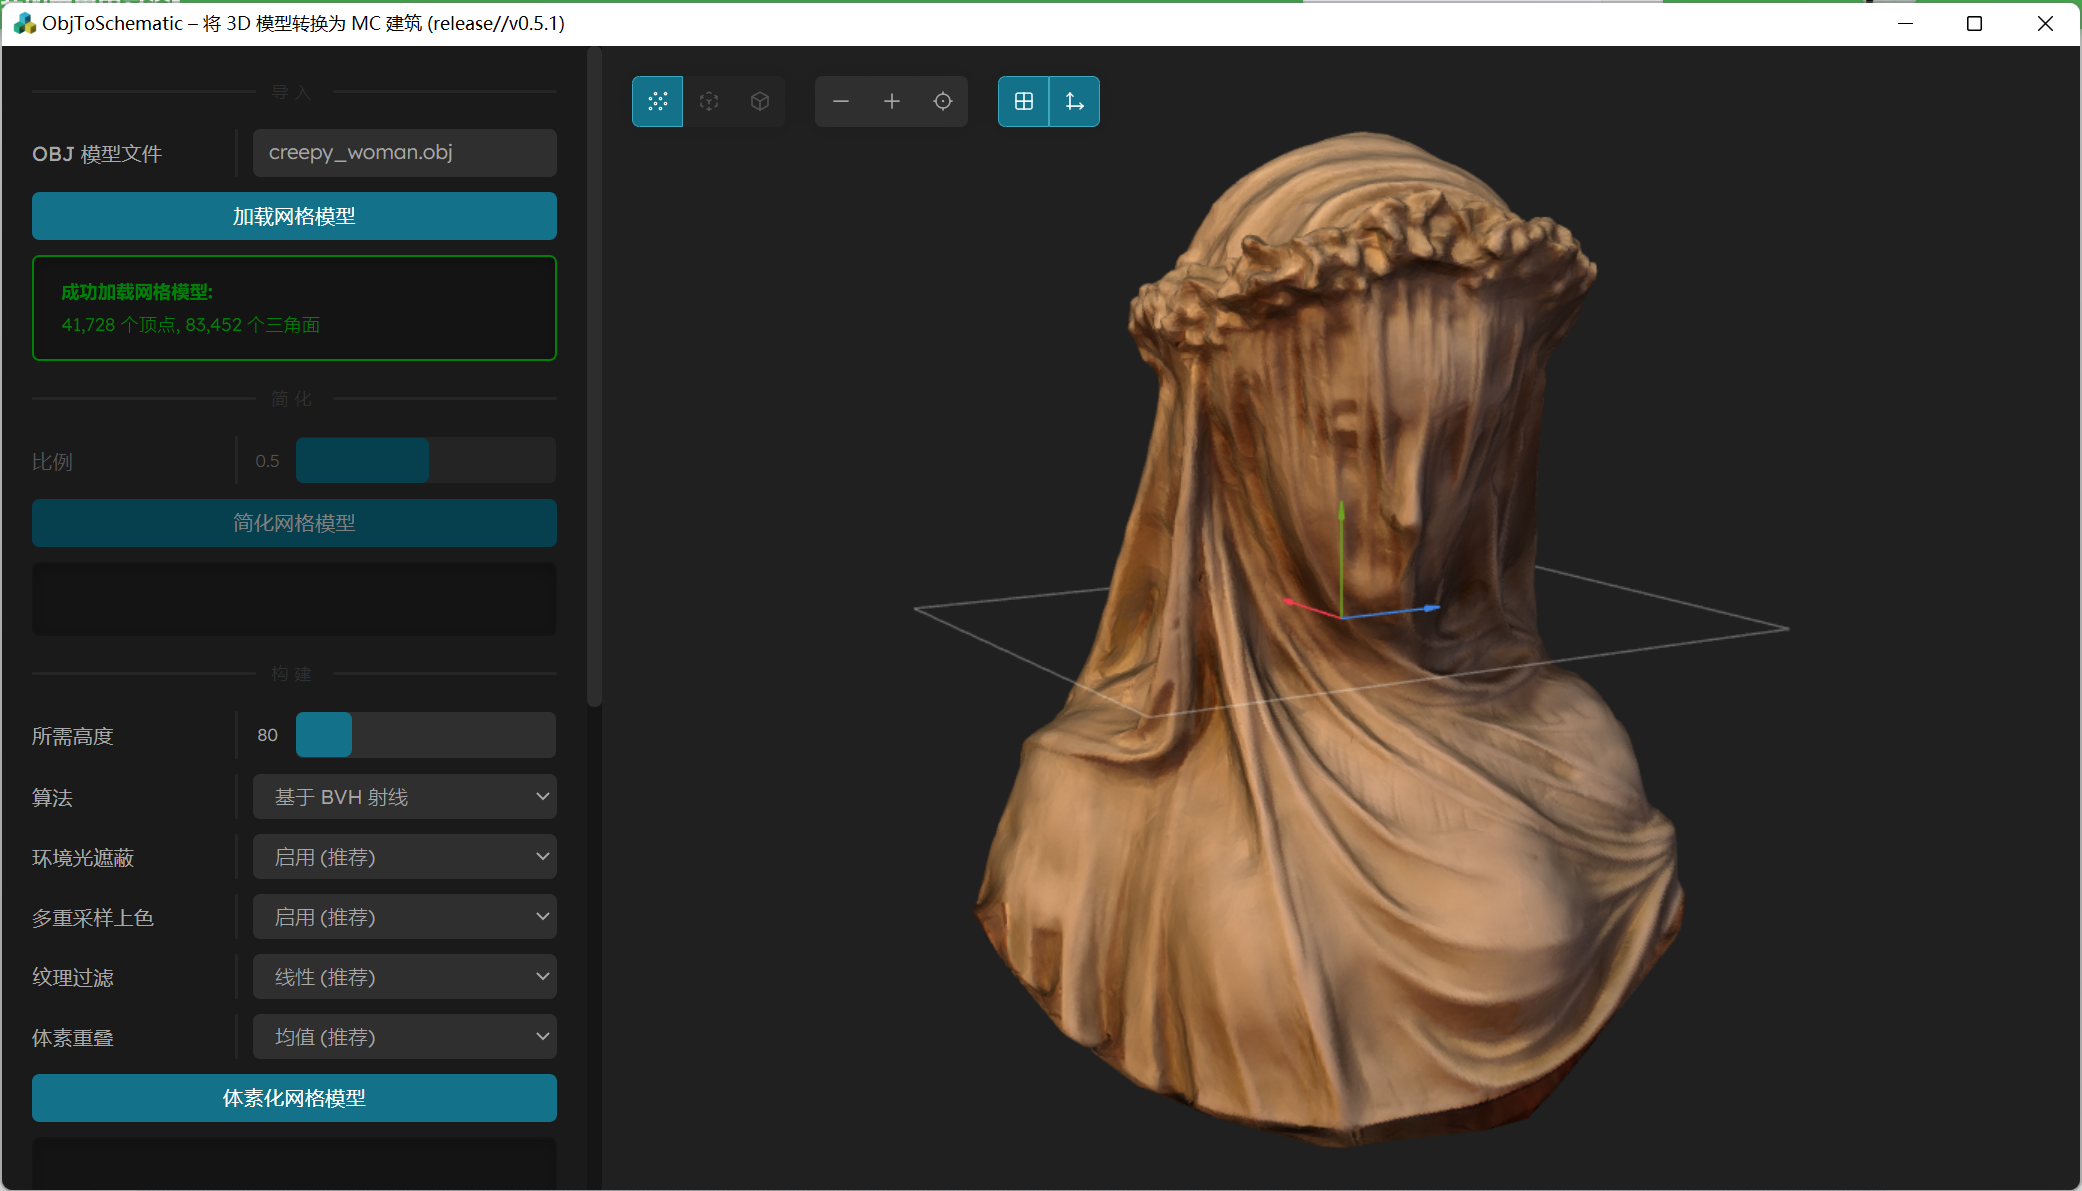 ObjToSchematic – 将 3D 模型转换为 MC 建筑 (release//v0.5.1)
导入
OBJ 模型文件
creepy_woman.obj
加载网格模型
成功加载网格模型:
41,728 个顶点, 83,452 个三角面
简化
比例
0.5
简化网格模型
构建
所需高度
80
算法
基于 BVH 射线
环境光遮蔽
启用 (推荐)
多重采样上色
启用 (推荐)
纹理过滤
线性 (推荐)
体素重叠
均值 (推荐)
体素化网格模型